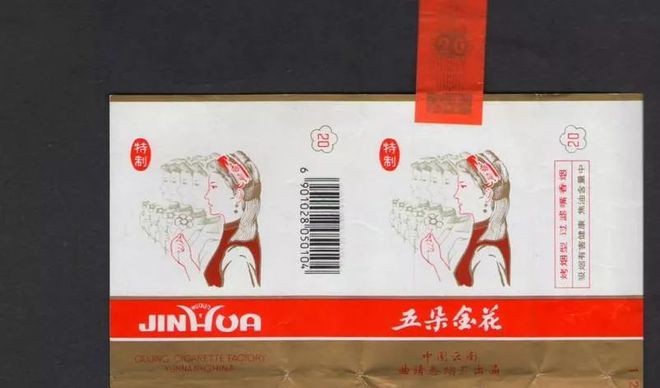 特制
20
6 901028 050104
特制
20
烤烟型 过滤嘴香烟
吸烟有害健康 焦油含量中
JINHUA
五朵金花
QUJING CIGARETTE FACTORY
YUNNAN·CHINA
中国云南
曲靖卷烟厂出品